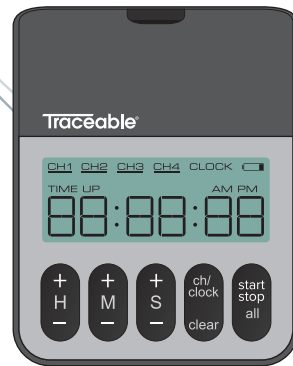 Traceable®
CH1 CH2 CH3 CH4 CLOCK
TIME UP AM PM
88:88:88
+ + + ch/ clock start stop all
H M S
– – – clear